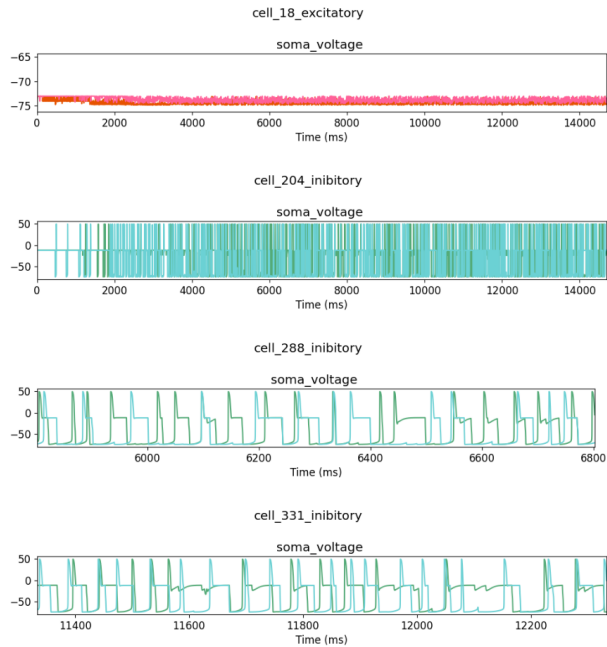 cell_18_excitatory
soma_voltage
−65
−70
−75
0 2000 4000 6000 8000 10000 12000 14000
Time (ms)
cell_204_inibitory
soma_voltage
50
0
−50
0 2000 4000 6000 8000 10000 12000 14000
Time (ms)
cell_288_inibitory
soma_voltage
50
0
−50
6000 6200 6400 6600 6800
Time (ms)
cell_331_inibitory
soma_voltage
50
0
−50
11400 11600 11800 12000 12200
Time (ms)